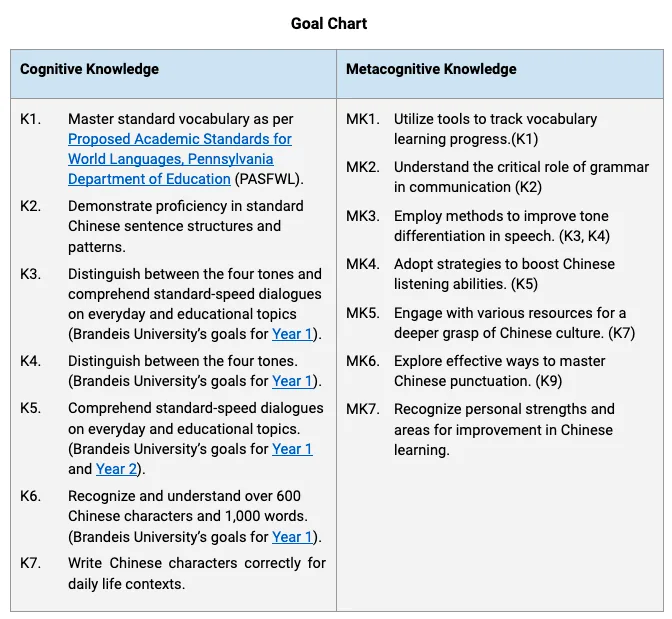 Goal Chart
Cognitive Knowledge
K1. Master standard vocabulary as per
Proposed Academic Standards for
World Languages, Pennsylvania
Department of Education (PASFWL).
K2. Demonstrate proficiency in standard
Chinese sentence structures and
patterns.
K3. Distinguish between the four tones and
comprehend standard-speed dialogues
on everyday and educational topics
(Brandeis University’s goals for Year 1).
K4. Distinguish between the four tones.
(Brandeis University’s goals for Year 1).
K5. Comprehend standard-speed dialogues
on everyday and educational topics.
(Brandeis University’s goals for Year 1
and Year 2).
K6. Recognize and understand over 600
Chinese characters and 1,000 words.
(Brandeis University’s goals for Year 1).
K7. Write Chinese characters correctly for
daily life contexts.
Metacognitive Knowledge
MK1. Utilize tools to track vocabulary
learning progress.(K1)
MK2. Understand the critical role of grammar
in communication (K2)
MK3. Employ methods to improve tone
differentiation in speech. (K3, K4)
MK4. Adopt strategies to boost Chinese
listening abilities. (K5)
MK5. Engage with various resources for a
deeper grasp of Chinese culture. (K7)
MK6. Explore effective ways to master
Chinese punctuation. (K9)
MK7. Recognize personal strengths and
areas for improvement in Chinese
learning.